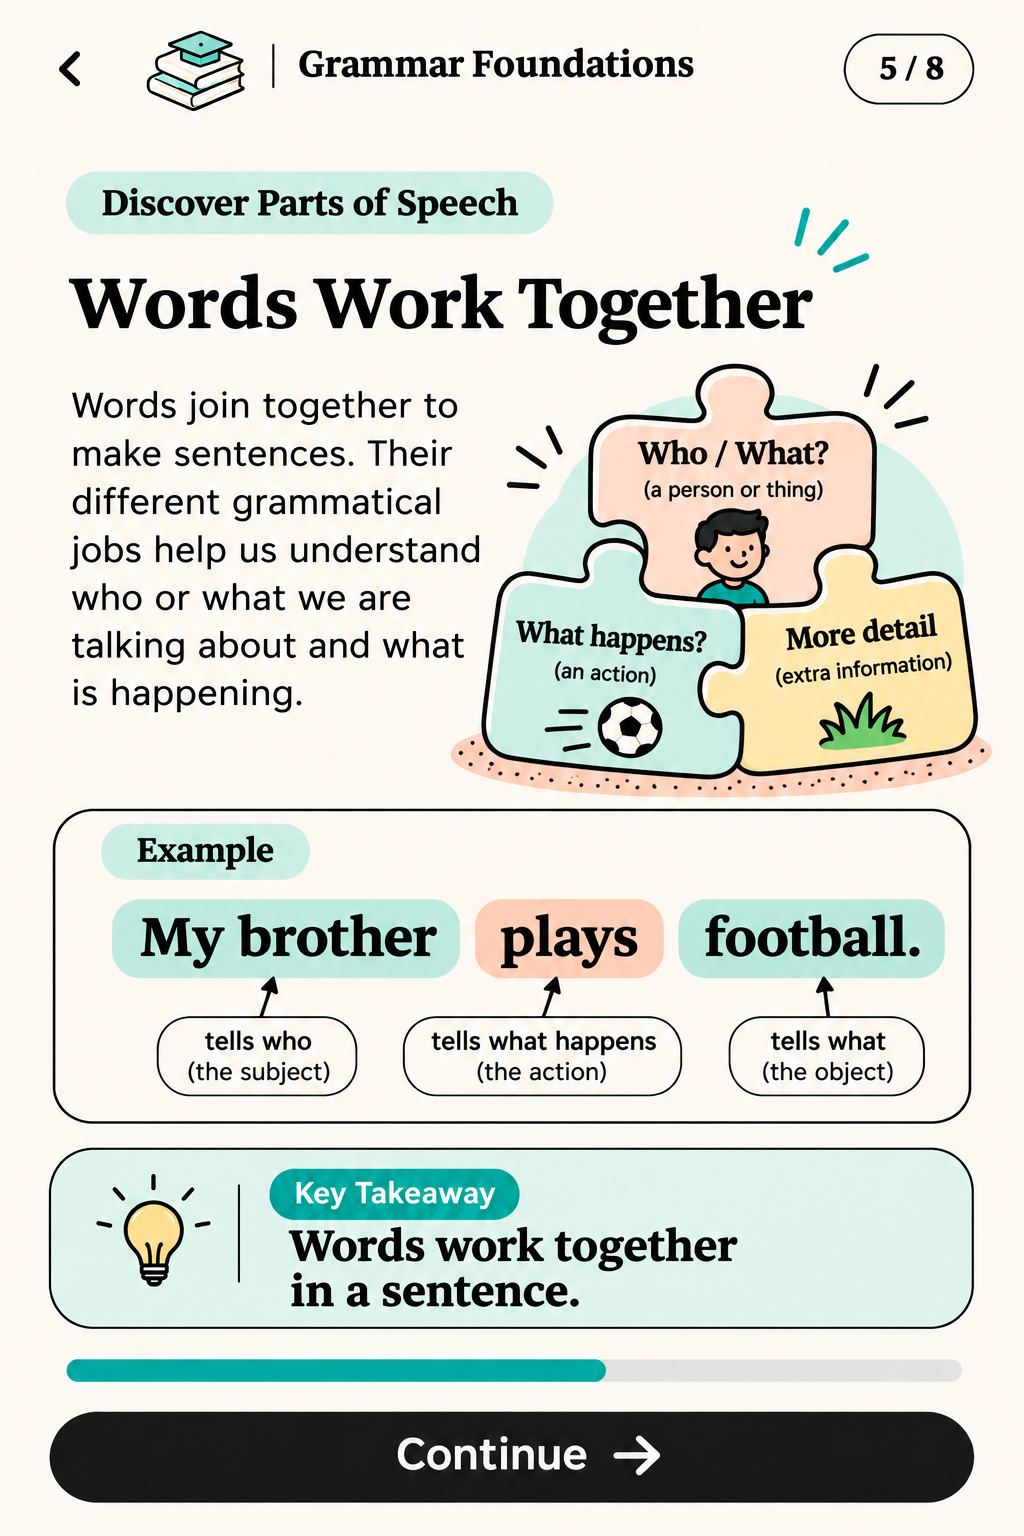 Grammar Foundations
5 / 8
Discover Parts of Speech
Words Work Together
Words join together to
make sentences. Their
different grammatical
jobs help us understand
who or what we are
talking about and what
is happening.
Who / What?
(a person or thing)
What happens?
(an action)
More detail
(extra information)
Example
My brother plays football.
tells who
(the subject)
tells what happens
(the action)
tells what
(the object)
Key Takeaway
Words work together
in a sentence.
Continue →